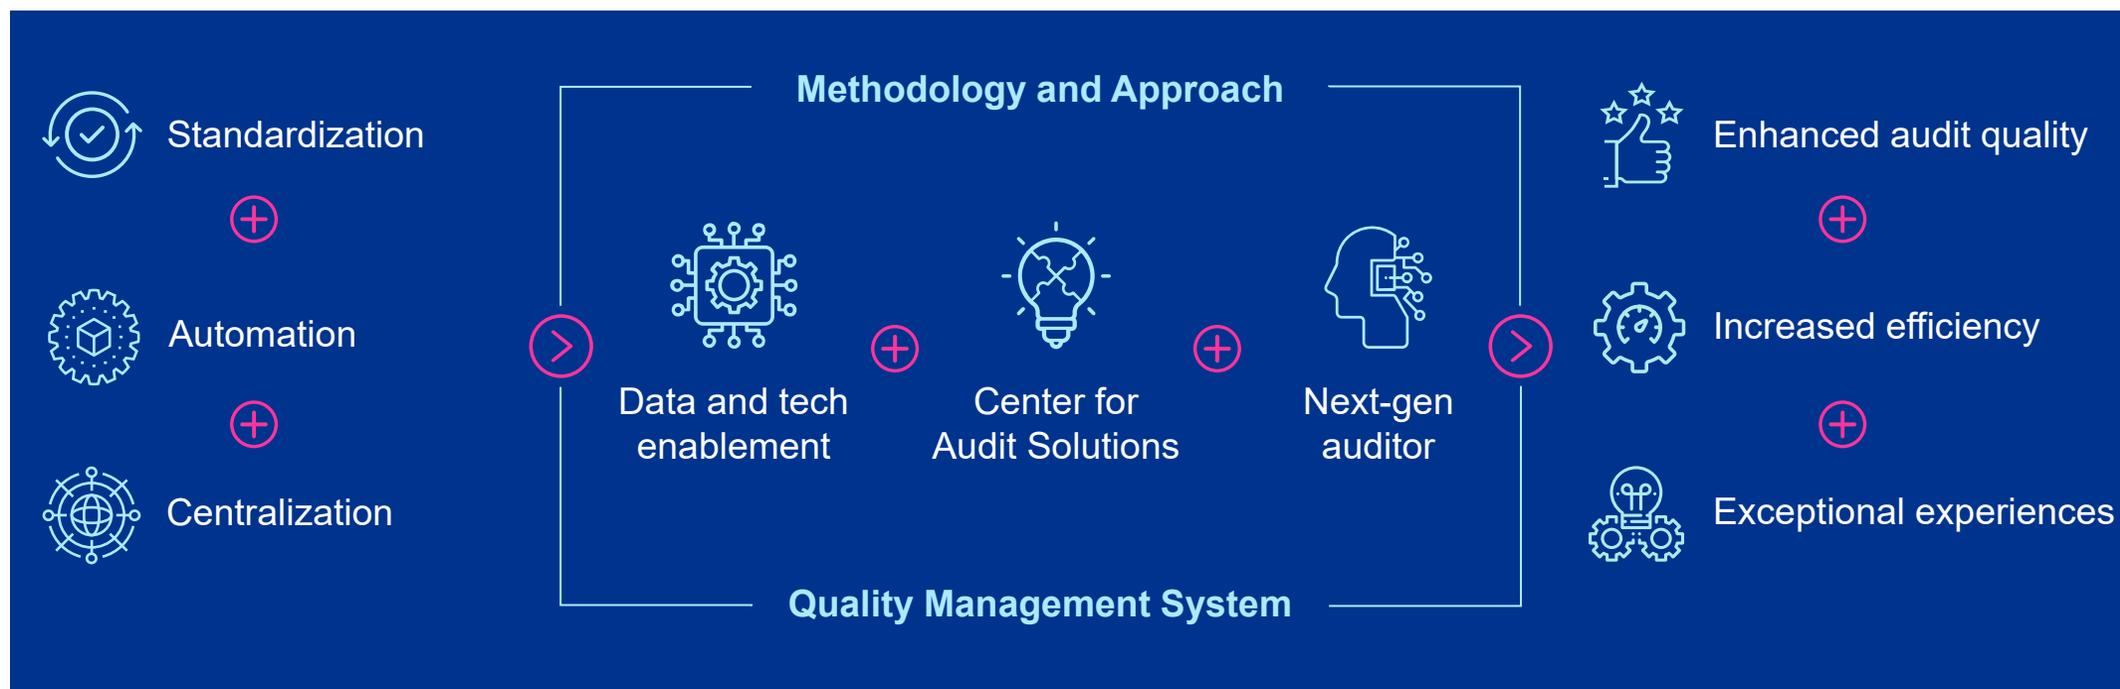 Standardization
Automation
Centralization
Methodology and Approach
Data and tech
enablement
Center for
Audit Solutions
Next-gen
auditor
Quality Management System
Enhanced audit quality
Increased efficiency
Exceptional experiences